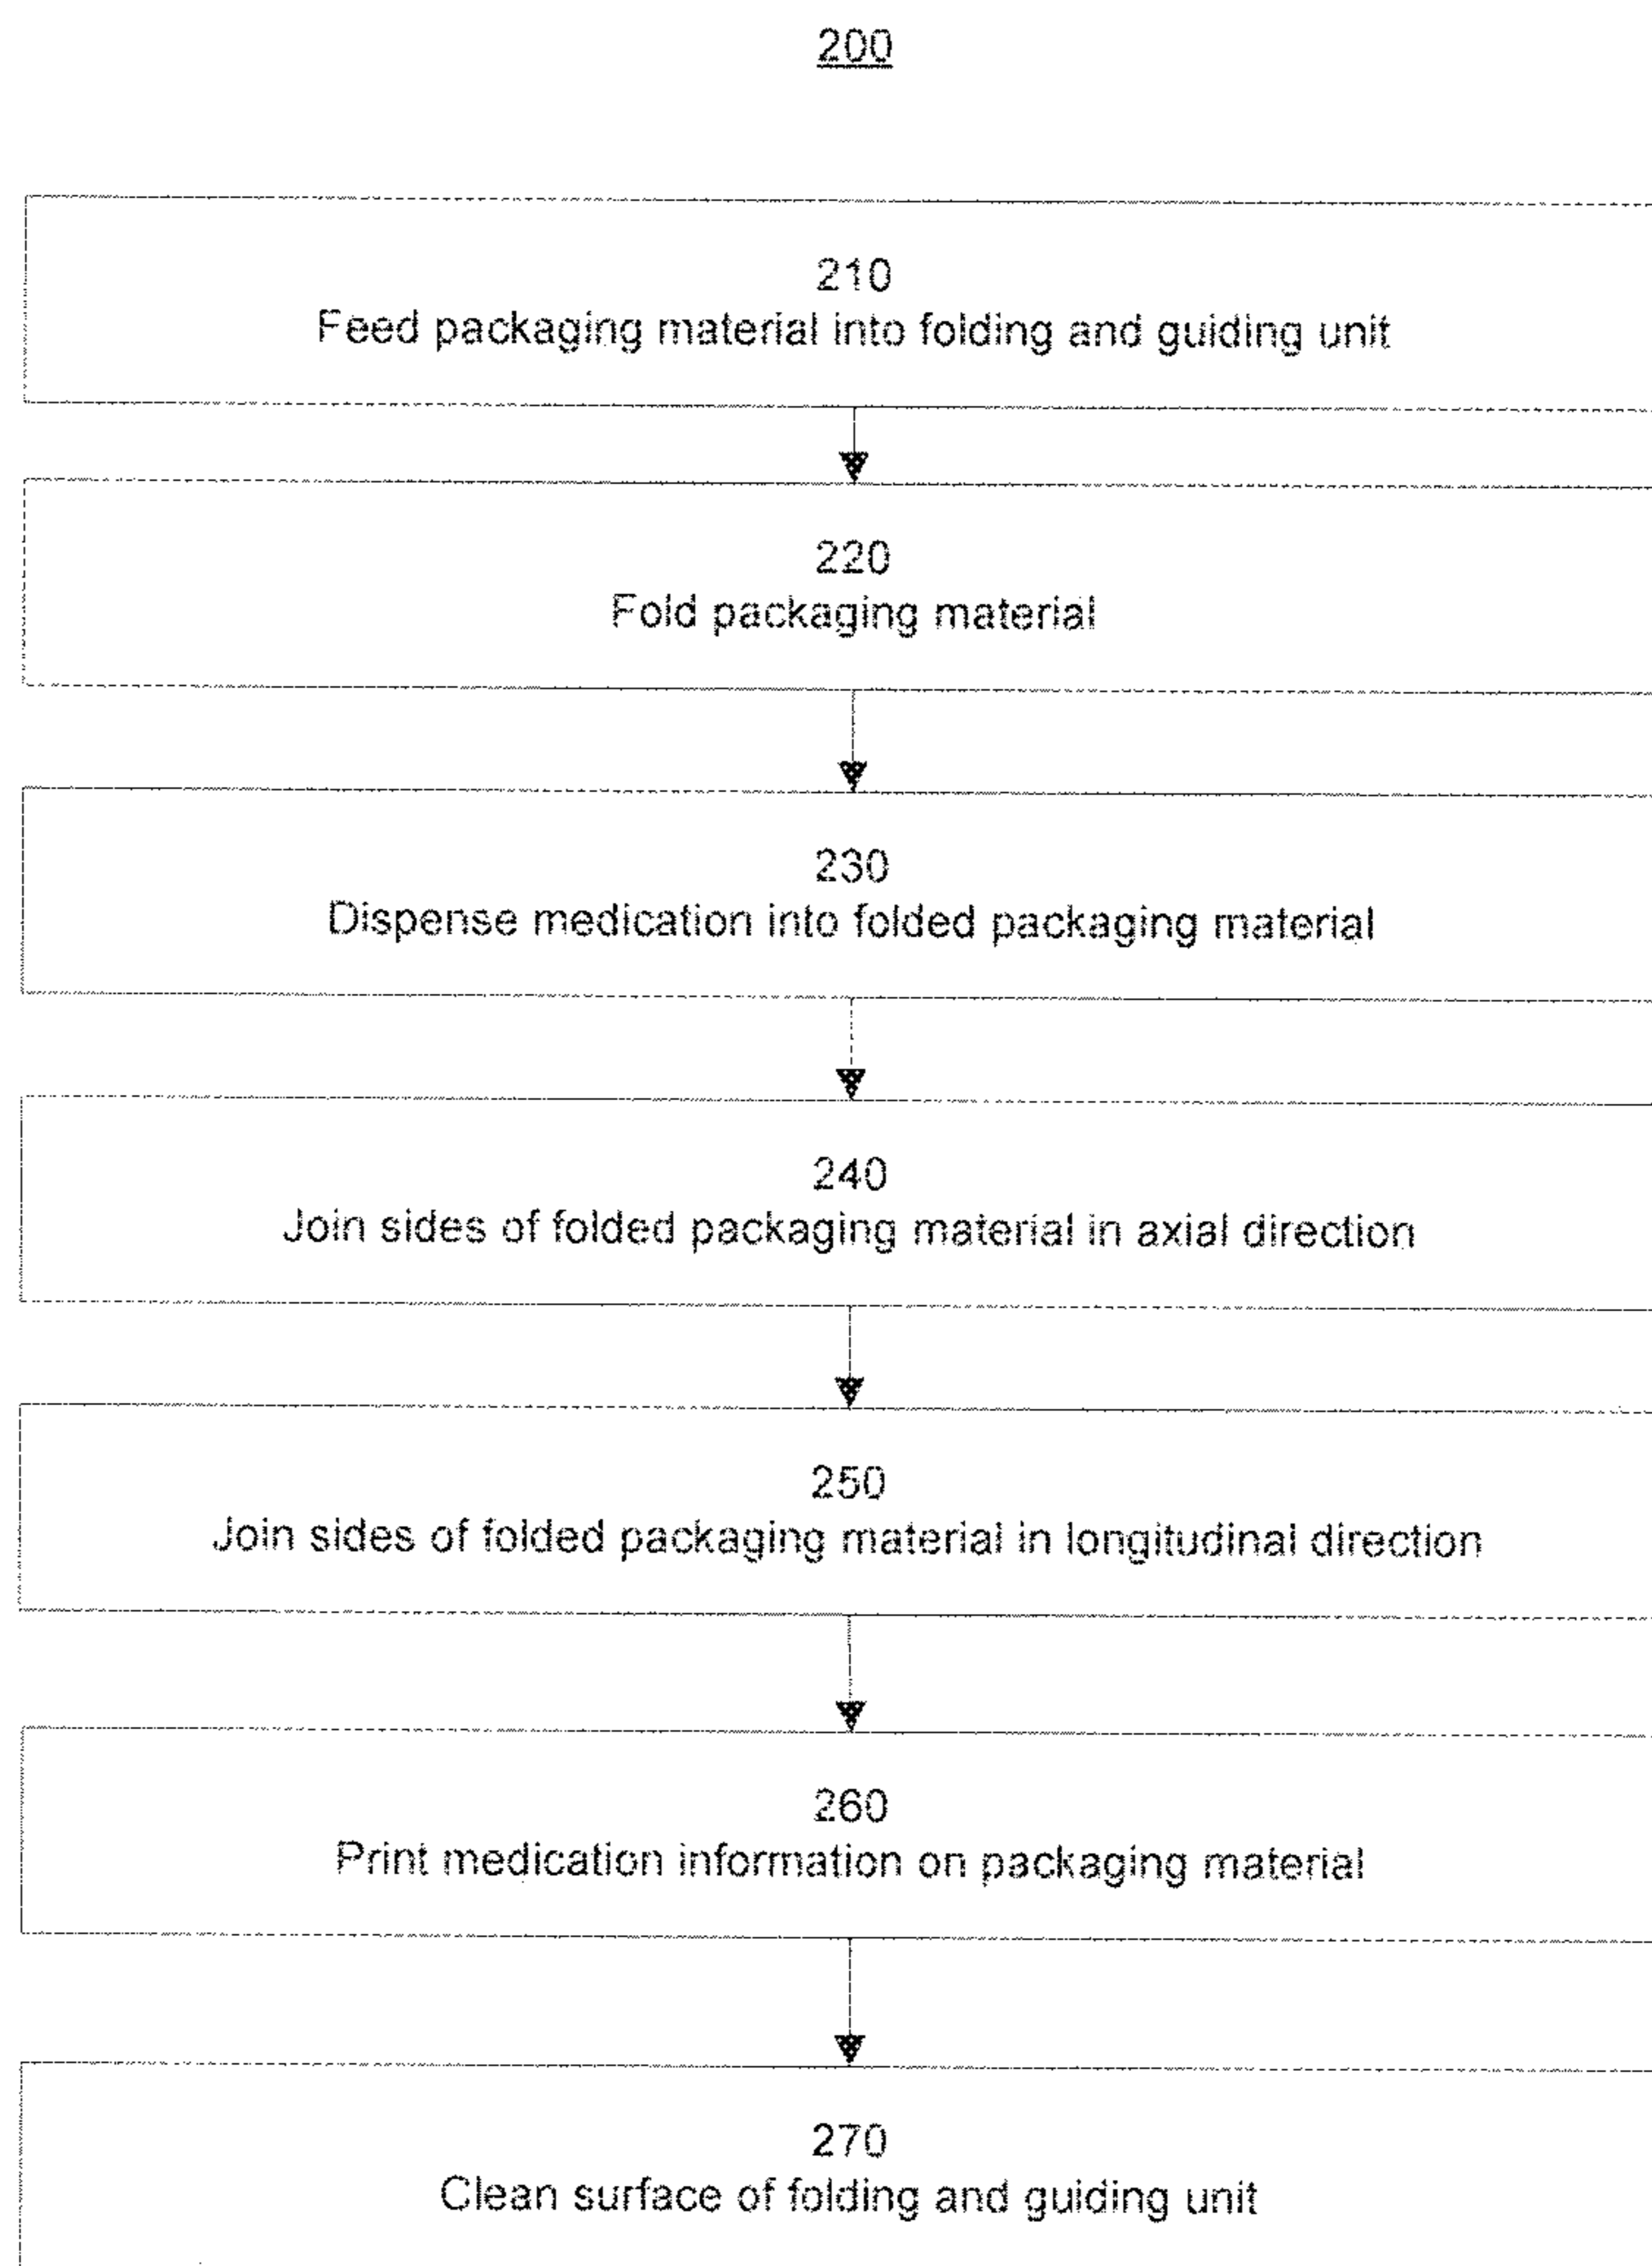 200
210
Feed packaging material into folding and guiding unit
220
Fold packaging material
230
Dispense medication into folded packaging material
240
Join sides of folded packaging material in axial direction
250
Join sides of folded packaging material in longitudinal direction
260
Print medication information on packaging material
270
Clean surface of folding and guiding unit